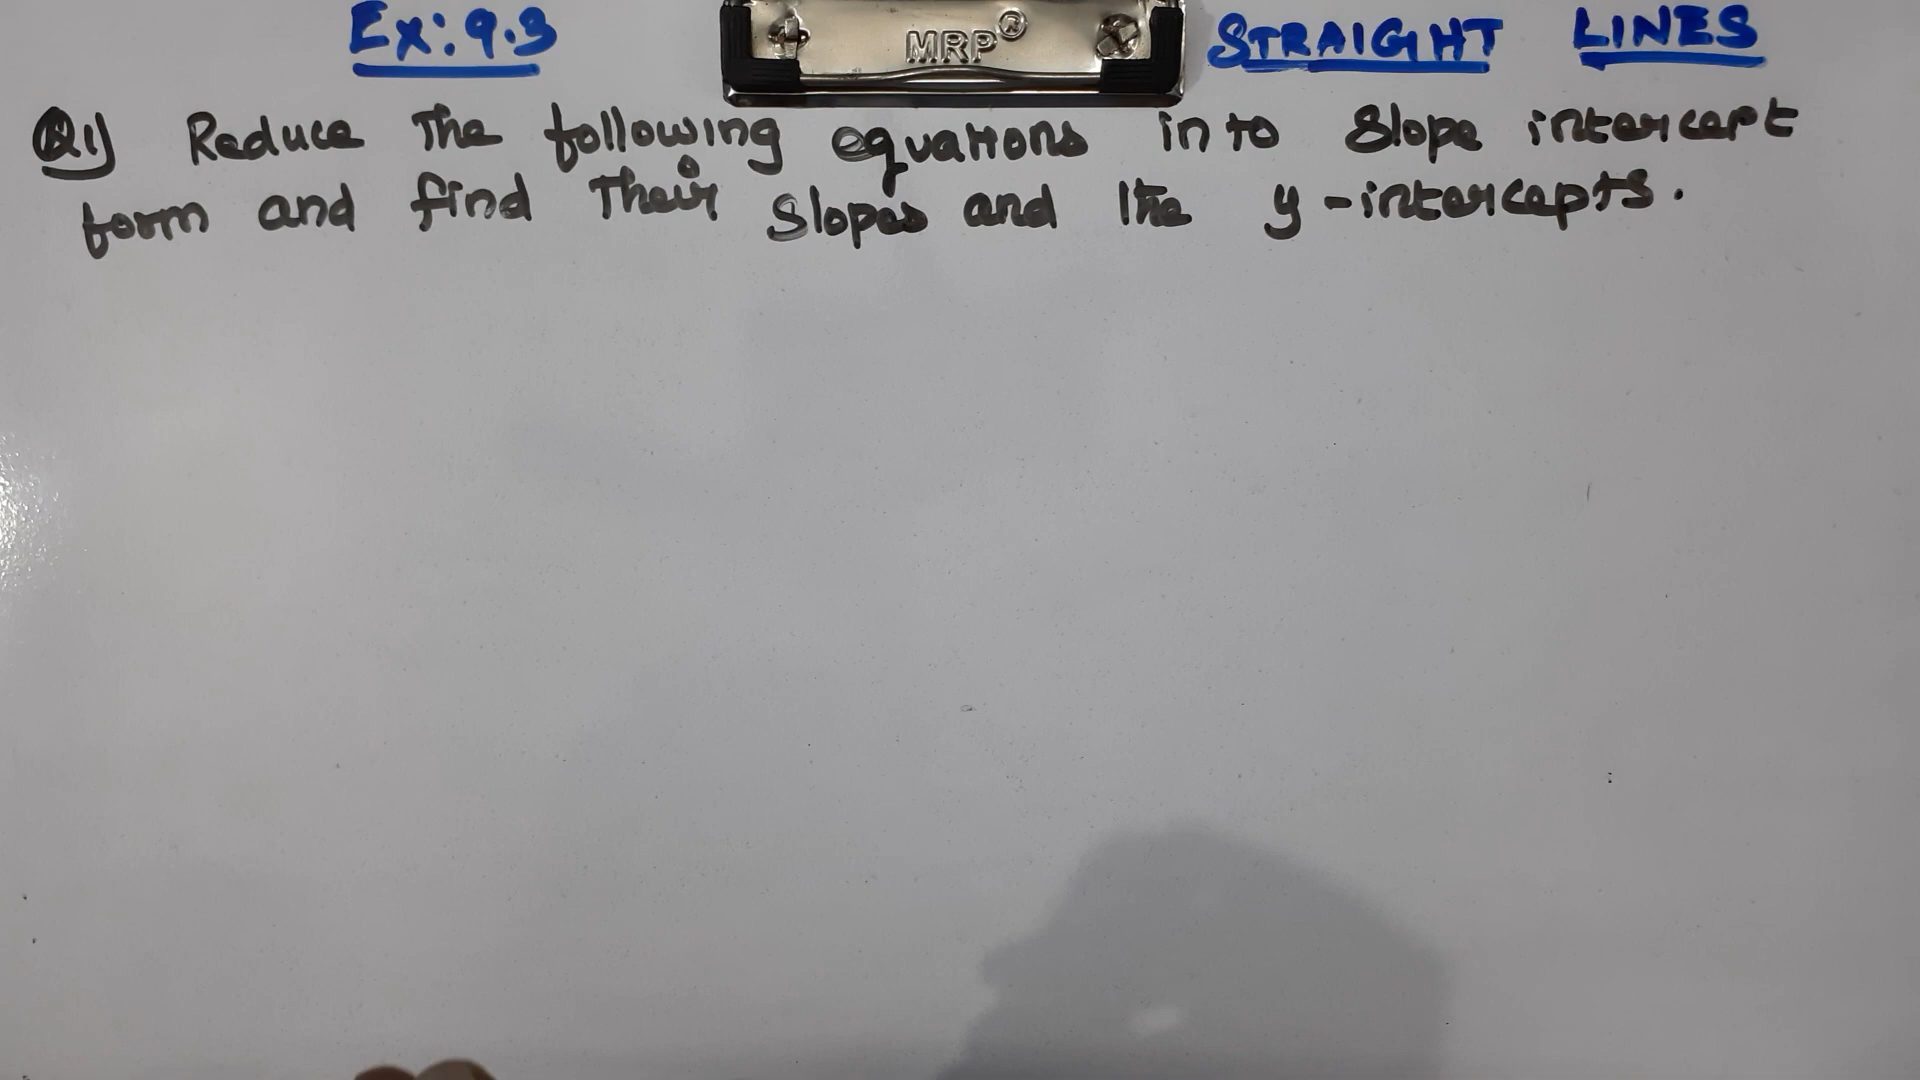 Ex: 9.3
MRP®
STRAIGHT LINES
Q1) Reduce The following equations into Slope intercept
form and find Their Slopes and the y-intercepts.